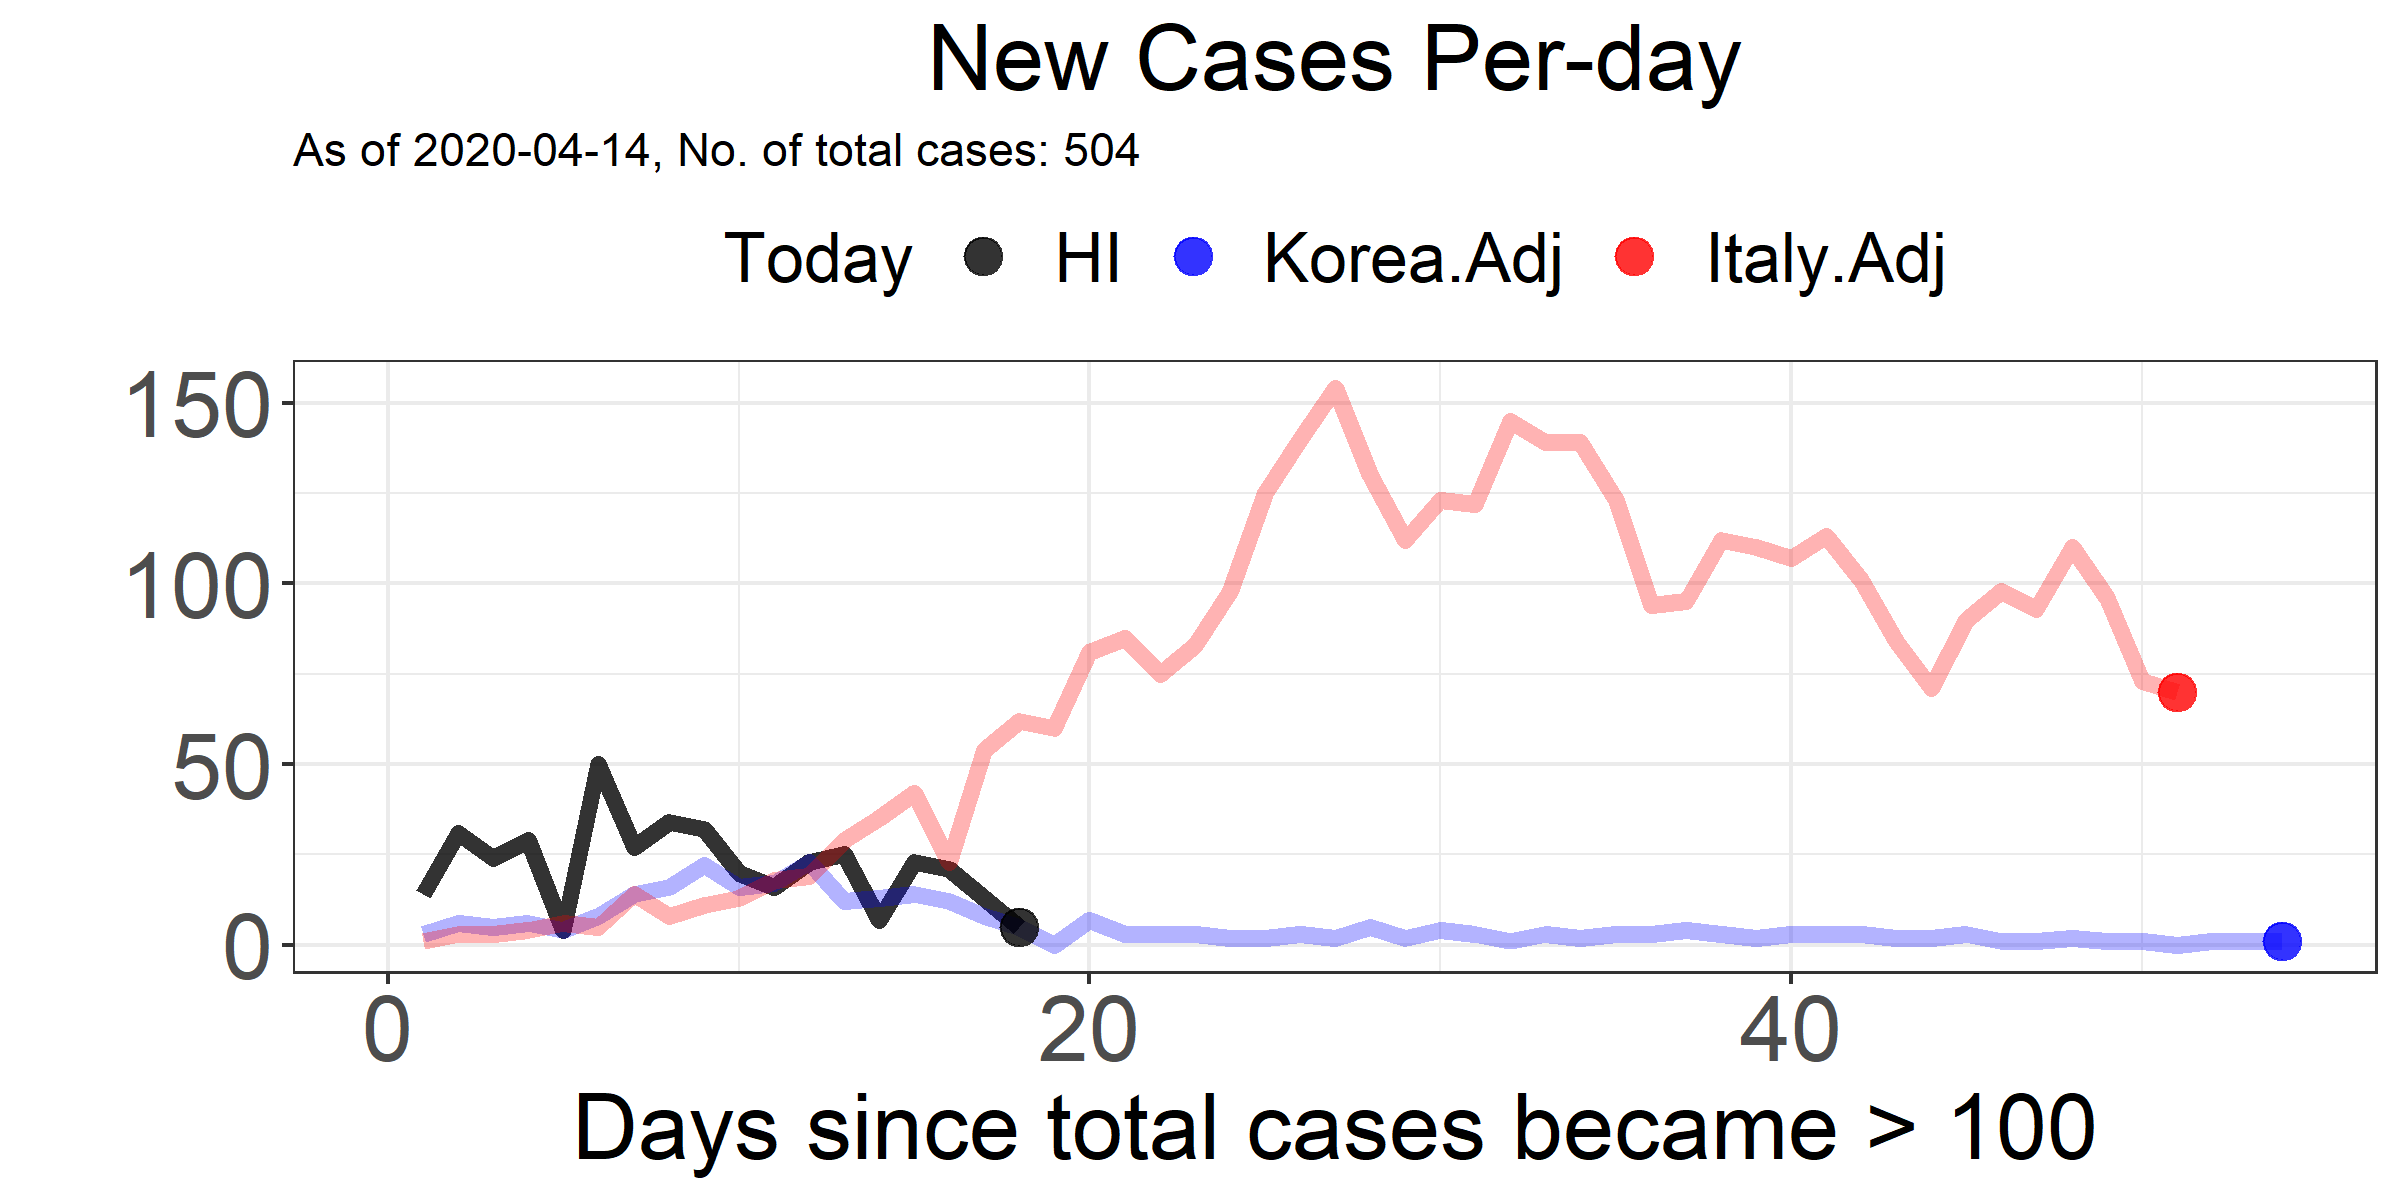 New Cases Per-day
As of 2020-04-14, No. of total cases: 504
Today HI Korea.Adj Italy.Adj
150
100
50
0
0 20 40
Days since total cases became > 100